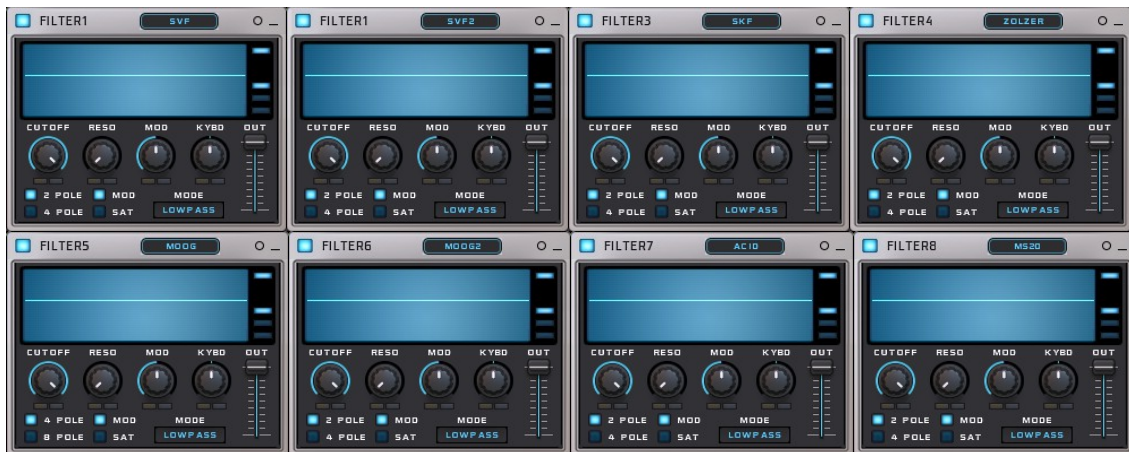 FILTER1 SVF
CUTOFF RESO MOD KYBD OUT
2 POLE MOD MODE
4 POLE SAT LOWPASS
FILTER1 SVF2
CUTOFF RESO MOD KYBD OUT
2 POLE MOD MODE
4 POLE SAT LOWPASS
FILTER3 SKF
CUTOFF RESO MOD KYBD OUT
2 POLE MOD MODE
4 POLE SAT LOWPASS
FILTER4 ZOLZER
CUTOFF RESO MOD KYBD OUT
2 POLE MOD MODE
4 POLE SAT LOWPASS
FILTER5 MOOG
CUTOFF RESO MOD KYBD OUT
4 POLE MOD MODE
8 POLE SAT LOWPASS
FILTER6 MOOG2
CUTOFF RESO MOD KYBD OUT
2 POLE MOD MODE
4 POLE SAT LOWPASS
FILTER7 ACID
CUTOFF RESO MOD KYBD OUT
2 POLE MOD MODE
4 POLE SAT LOWPASS
FILTER8 MS20
CUTOFF RESO MOD KYBD OUT
2 POLE MOD MODE
4 POLE SAT LOWPASS